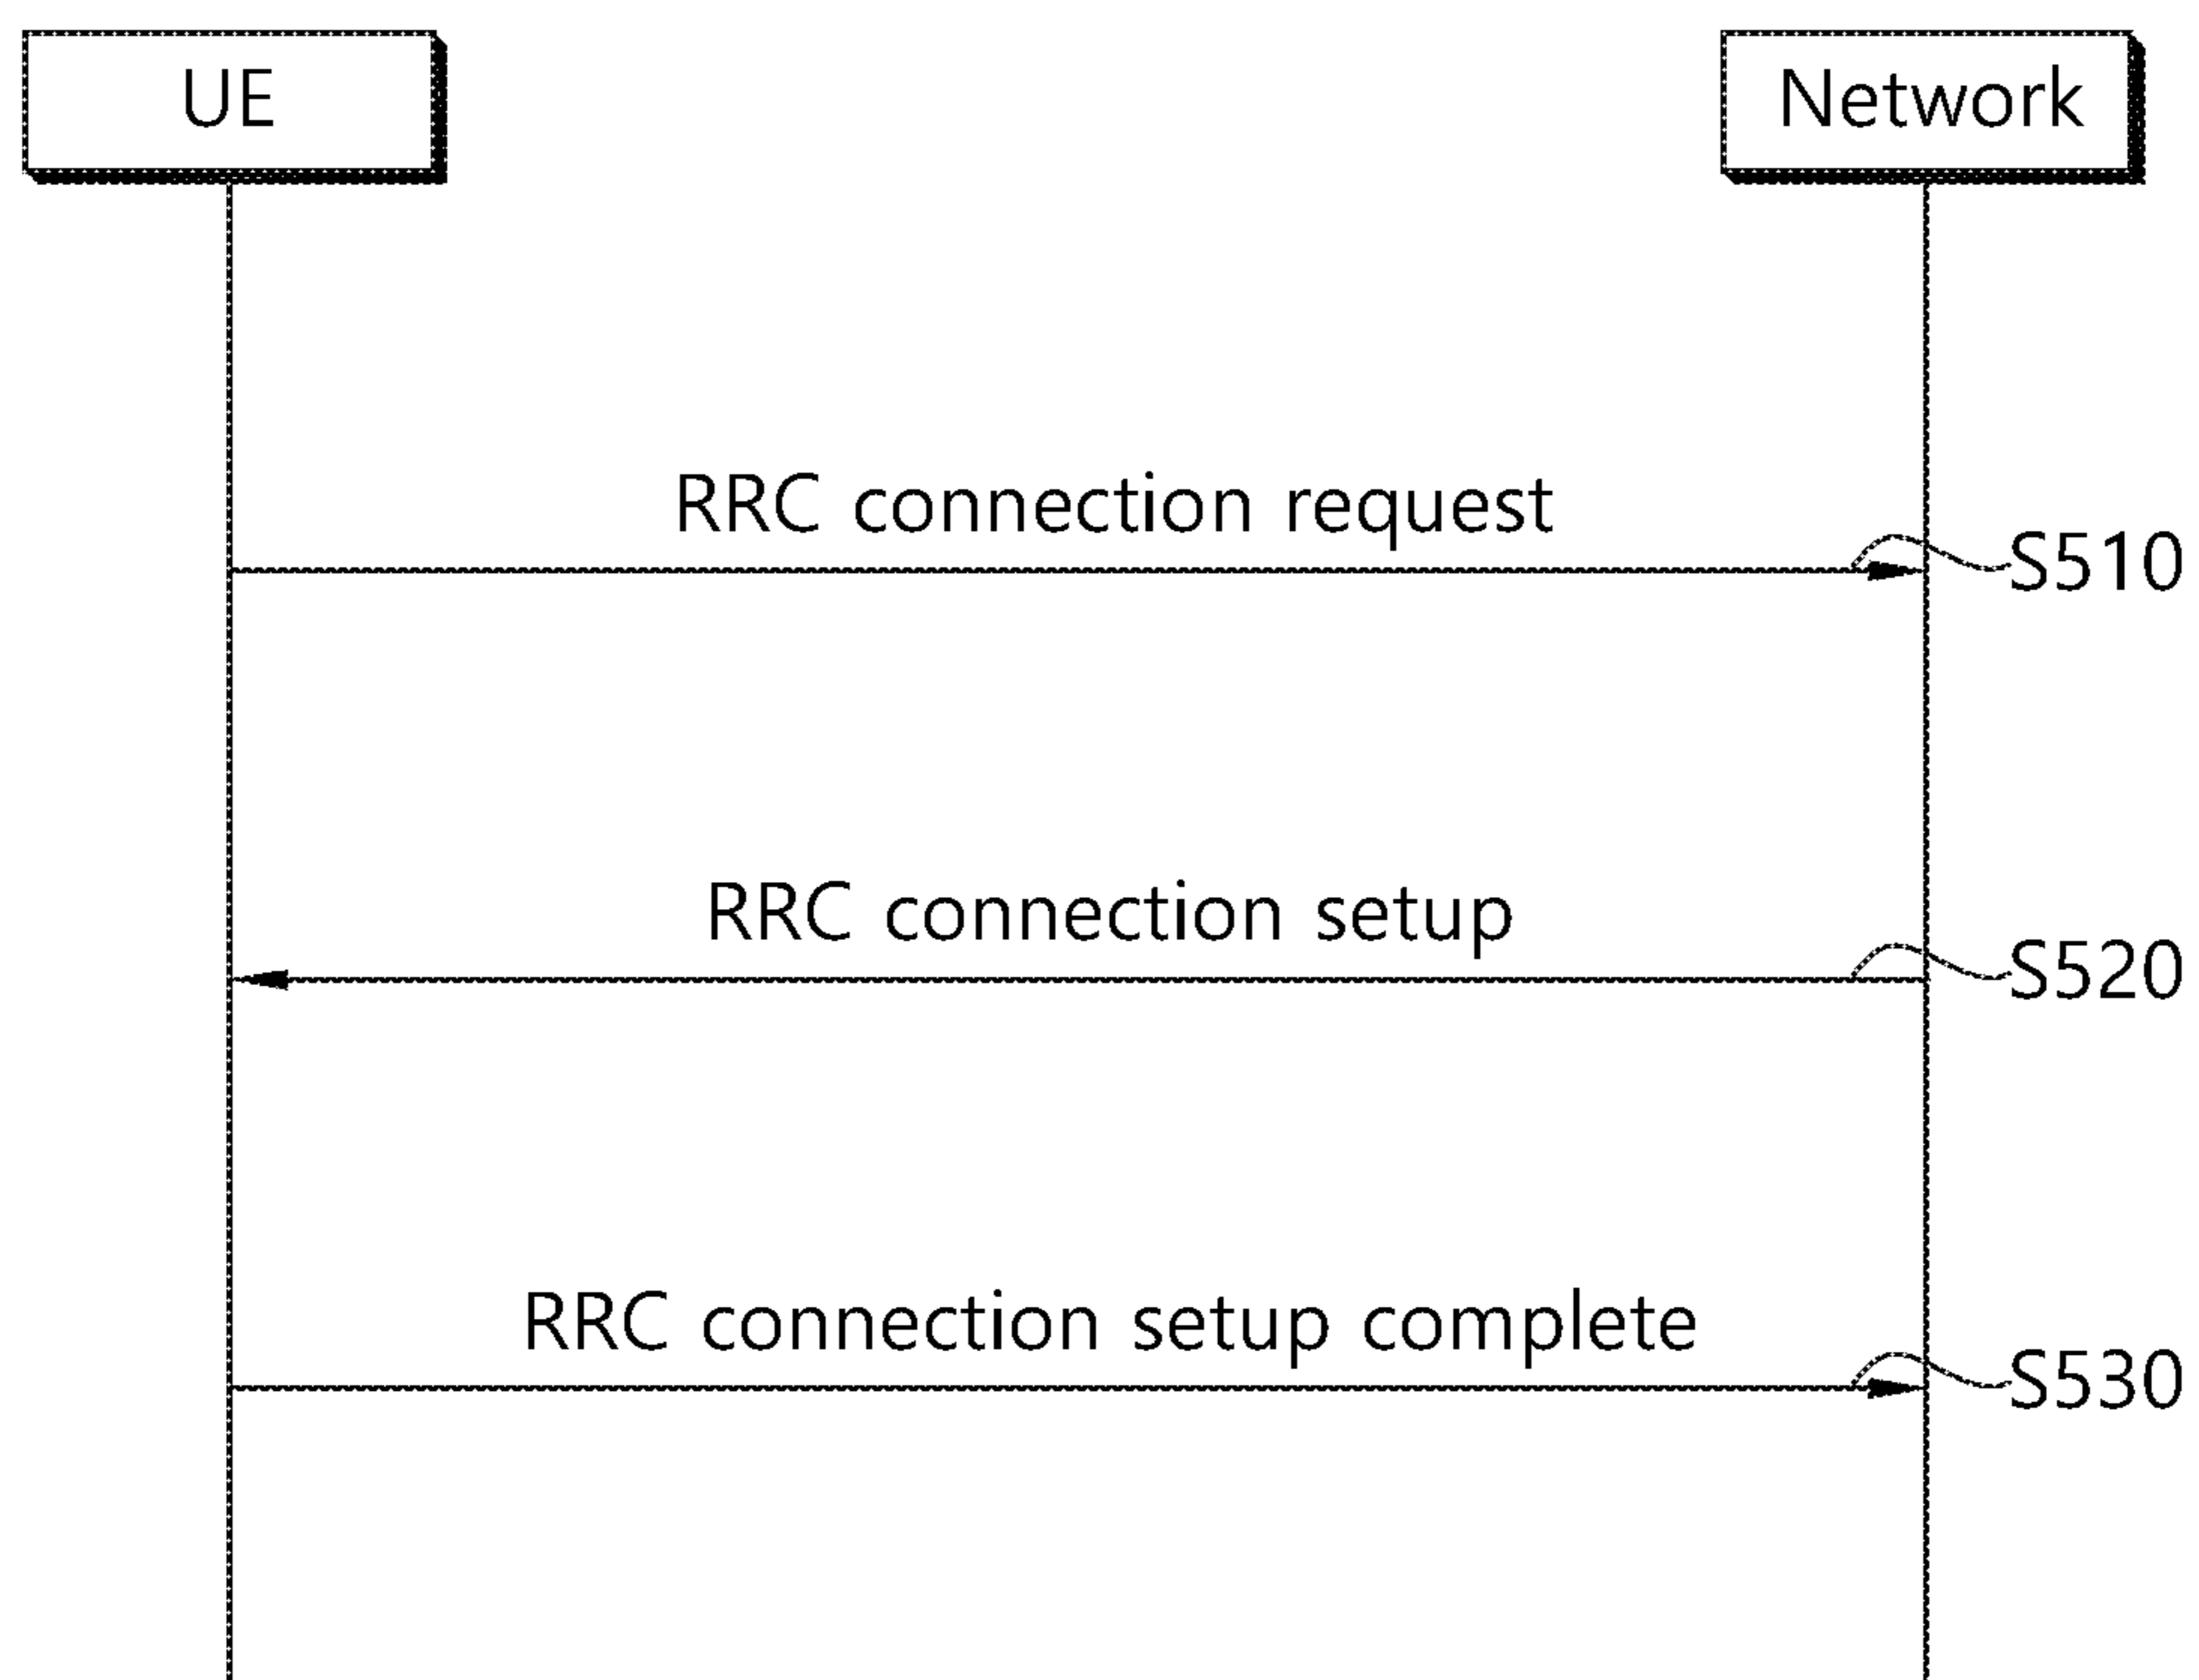 UE
Network
RRC connection request
S510
RRC connection setup
S520
RRC connection setup complete
S530